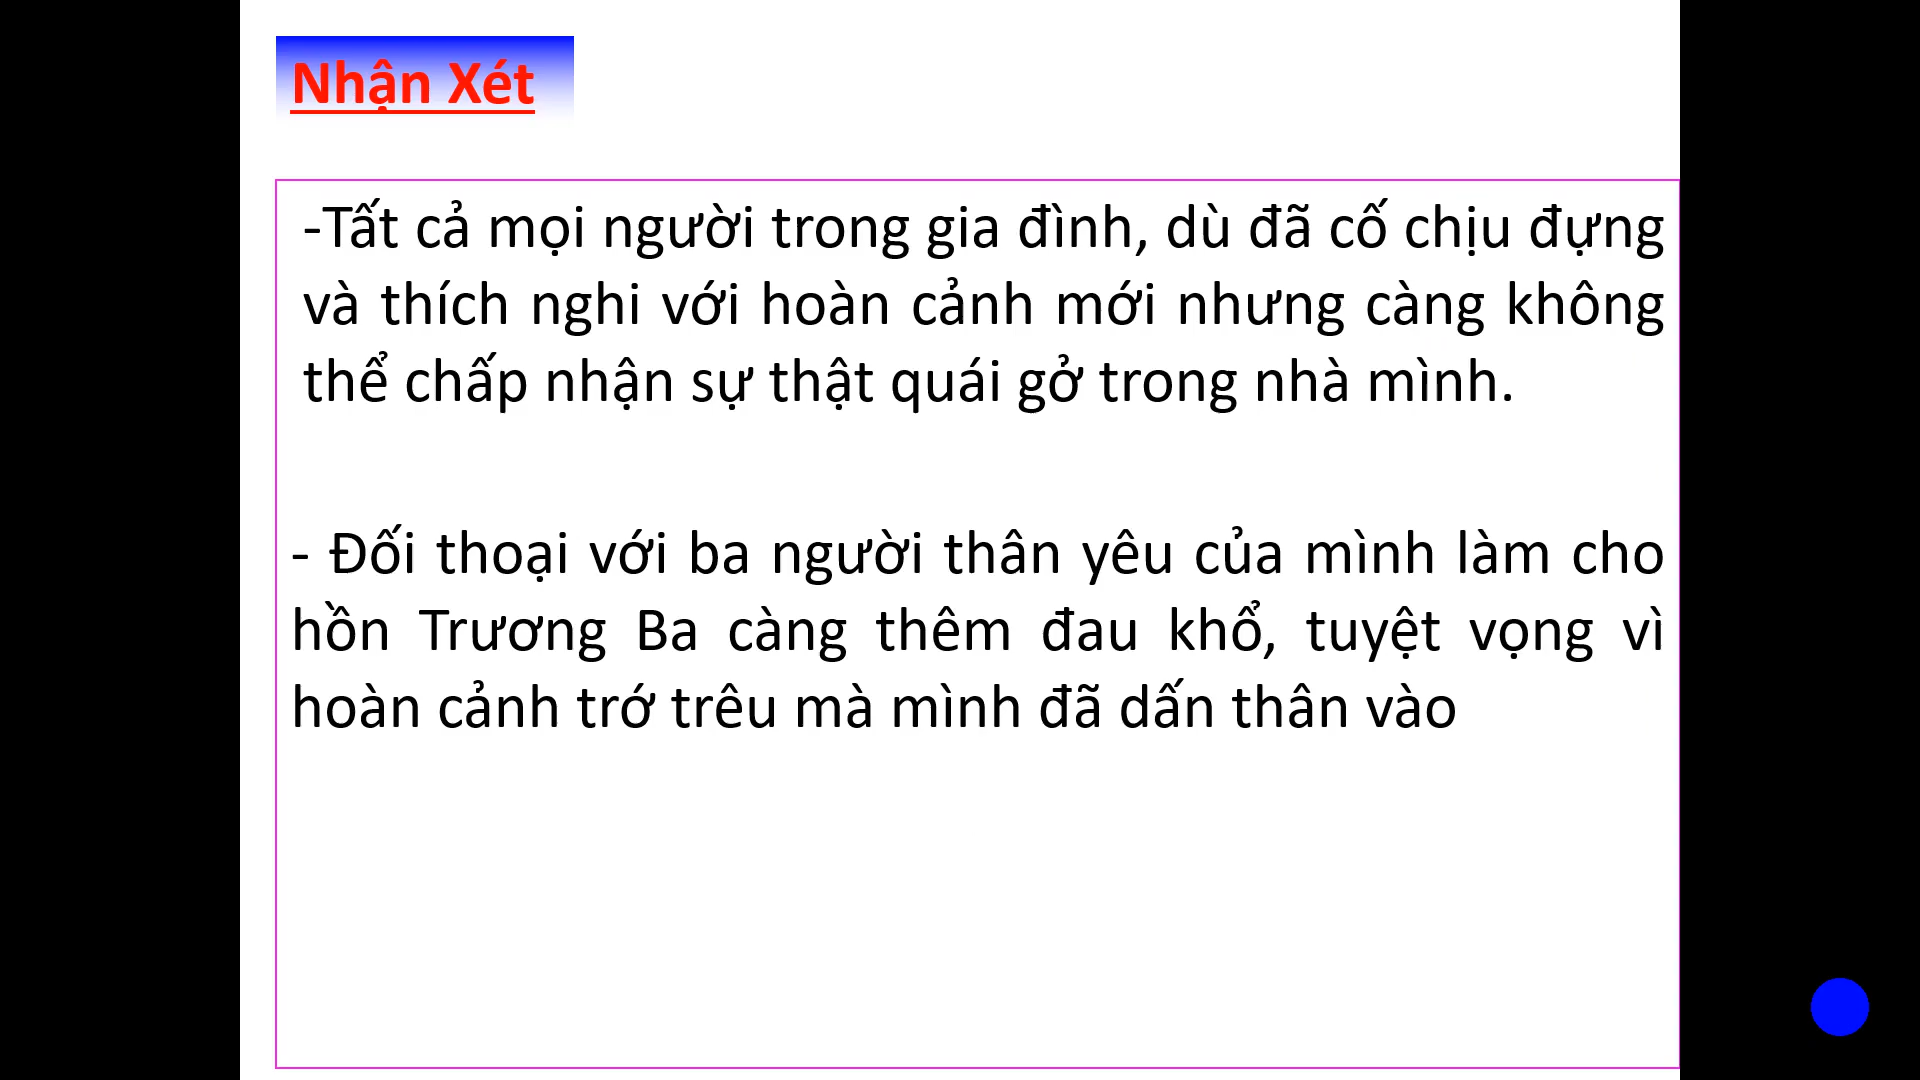 Nhận Xét
-Tất cả mọi người trong gia đình, dù đã cố chịu đựng
và thích nghi với hoàn cảnh mới nhưng càng không
thể chấp nhận sự thật quái gở trong nhà mình.
- Đối thoại với ba người thân yêu của mình làm cho
hồn Trương Ba càng thêm đau khổ, tuyệt vọng vì
hoàn cảnh trớ trêu mà mình đã dấn thân vào